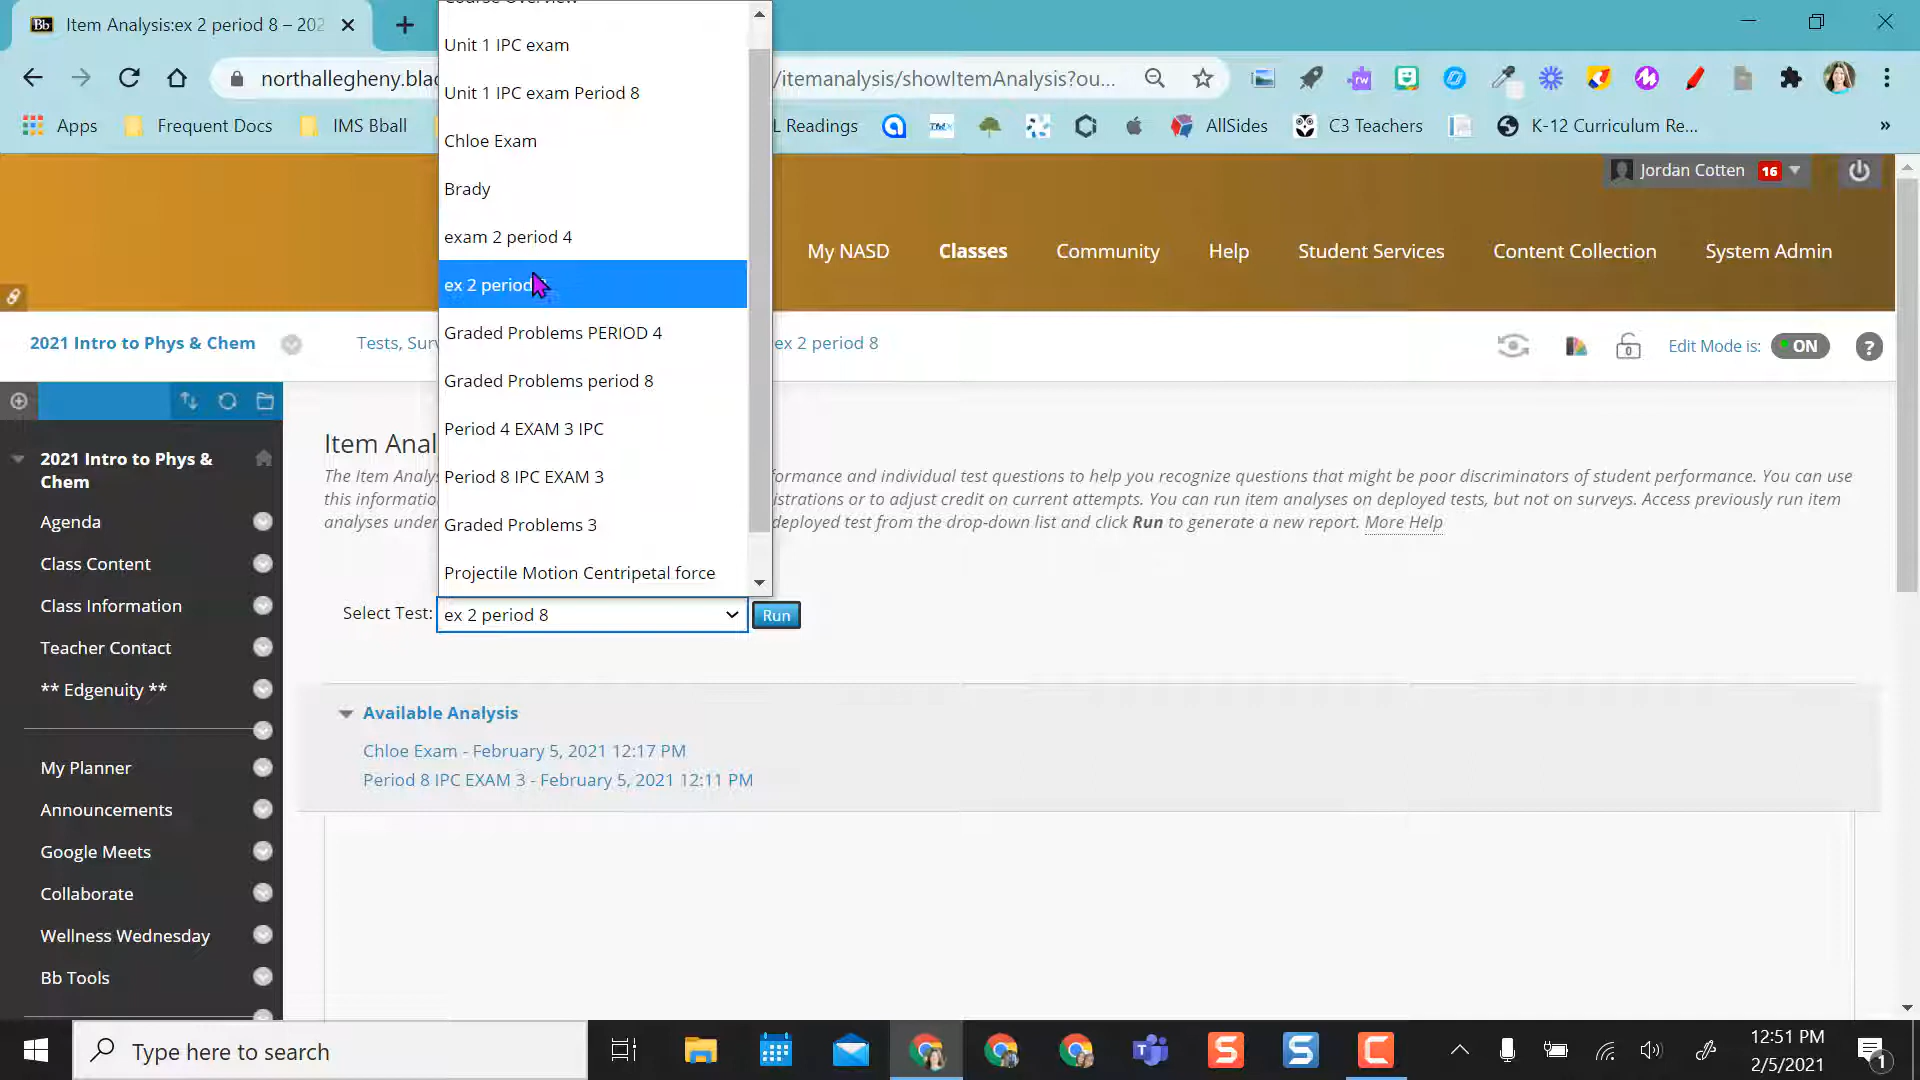 Bb Item Analysis:ex 2 period 8 – 202
northallegheny.blac
/itemanalysis/showItemAnalysis?ou...
Apps
Frequent Docs
IMS Bball
L Readings
AllSides
C3 Teachers
K-12 Curriculum Re...
»
Jordan Cotten 16
My NASD
Classes
Community
Help
Student Services
Content Collection
System Admin
2021 Intro to Phys & Chem
Tests, Sur
ex 2 period 8
Edit Mode is: ON
?
Course Overview
Unit 1 IPC exam
Unit 1 IPC exam Period 8
Chloe Exam
Brady
exam 2 period 4
ex 2 period
Graded Problems PERIOD 4
Graded Problems period 8
Period 4 EXAM 3 IPC
Period 8 IPC EXAM 3
Graded Problems 3
Projectile Motion Centripetal force
2021 Intro to Phys &
Chem
Agenda
Class Content
Class Information
Teacher Contact
** Edgenuity **
My Planner
Announcements
Google Meets
Collaborate
Wellness Wednesday
Bb Tools
Item Anal
The Item Analys
formance and individual test questions to help you recognize questions that might be poor discriminators of student performance. You can use
this information
istrations or to adjust credit on current attempts. You can run item analyses on deployed tests, but not on surveys. Access previously run item
analyses under
deployed test from the drop-down list and click Run to generate a new report. More Help
Select Test: ex 2 period 8 Run
Available Analysis
Chloe Exam - February 5, 2021 12:17 PM
Period 8 IPC EXAM 3 - February 5, 2021 12:11 PM
Type here to search
12:51 PM
2/5/2021
1